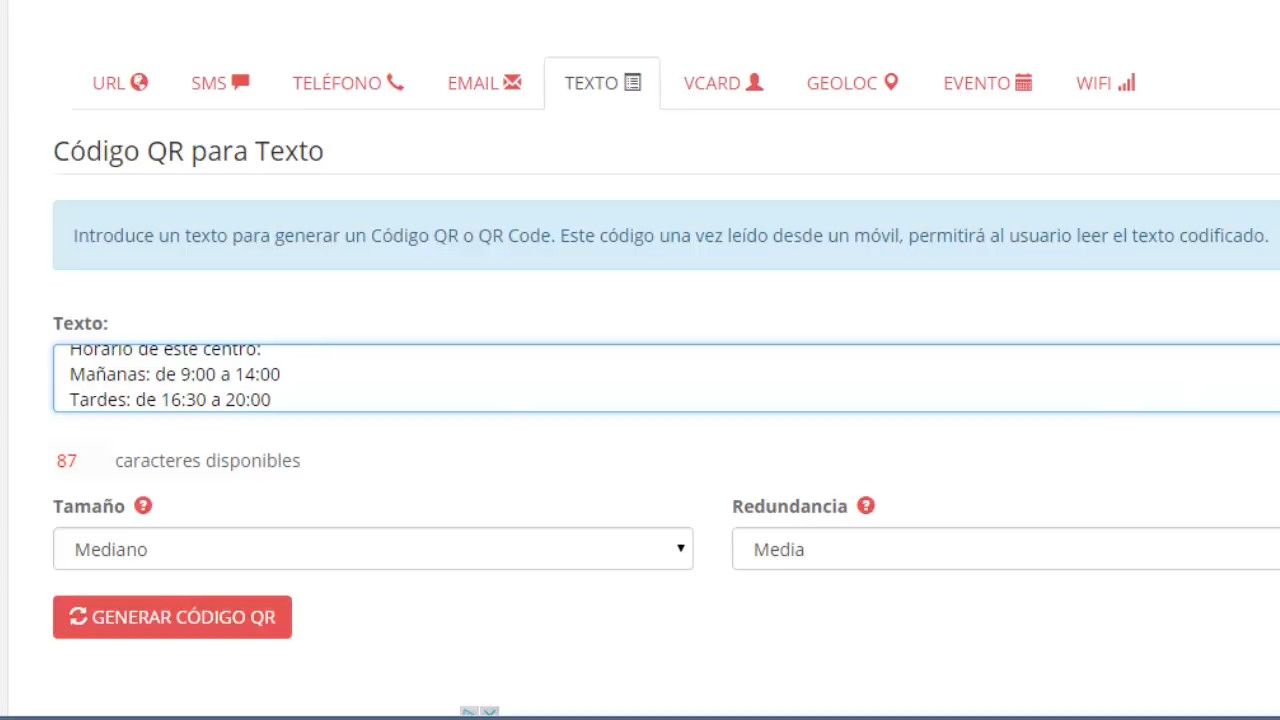 URL SMS TELÉFONO EMAIL TEXTO VCARD GEOLOC EVENTO WIFI
Código QR para Texto
Introduce un texto para generar un Código QR o QR Code. Este código una vez leído desde un móvil, permitirá al usuario leer el texto codificado.
Texto:
Horario de este centro:
Mañanas: de 9:00 a 14:00
Tardes: de 16:30 a 20:00
87 caracteres disponibles
Tamaño Redundancia
Mediano Media
GENERAR CÓDIGO QR